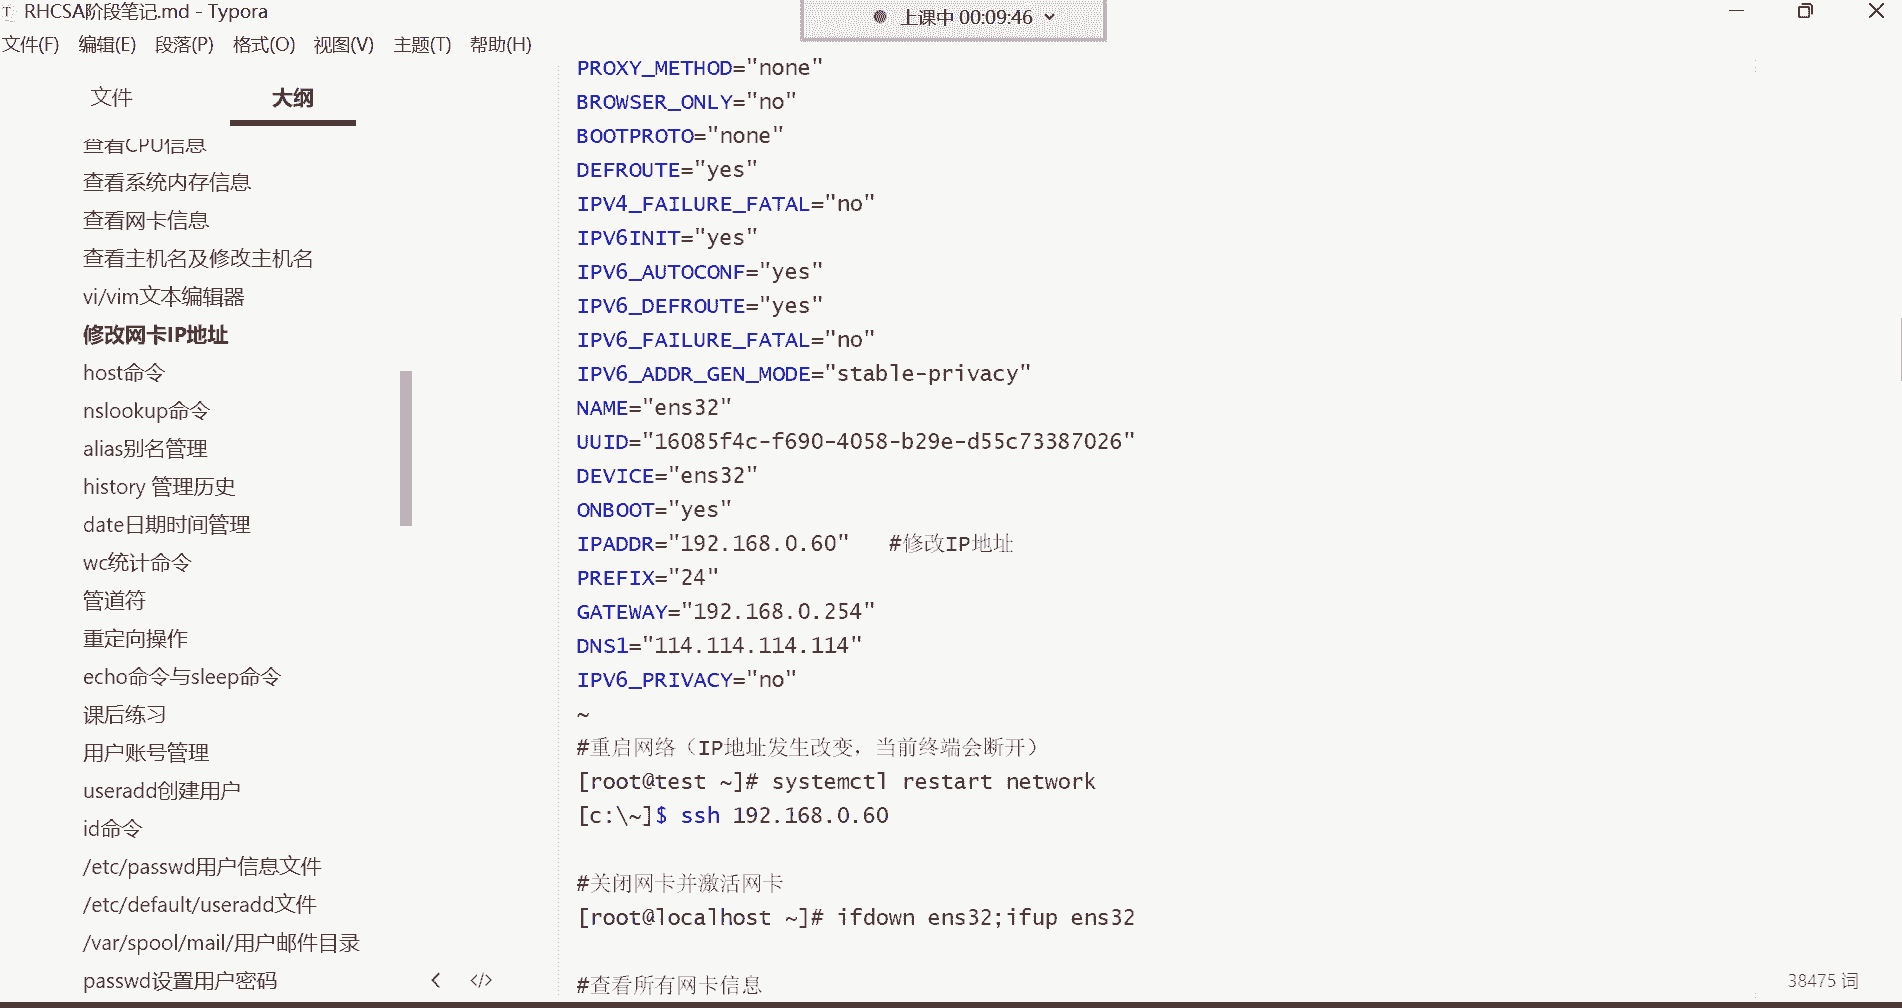 RHCSA阶段笔记.md - Typora
上课中 00:09:46
文件(F) 编辑(E) 段落(P) 格式(O) 视图(V) 主题(T) 帮助(H)
文件 大纲
查看CPU信息
查看系统内存信息
查看网卡信息
查看主机名及修改主机名
vi/vim文本编辑器
修改网卡IP地址
host命令
nslookup命令
alias别名管理
history 管理历史
date日期时间管理
wc统计命令
管道符
重定向操作
echo命令与sleep命令
课后练习
用户账号管理
useradd创建用户
id命令
/etc/passwd用户信息文件
/etc/default/useradd文件
/var/spool/mail/用户邮件目录
passwd设置用户密码
PROXY_METHOD="none"
BROWSER_ONLY="no"
BOOTPROTO="none"
DEFROUTE="yes"
IPV4_FAILURE_FATAL="no"
IPV6INIT="yes"
IPV6_AUTOCONF="yes"
IPV6_DEFROUTE="yes"
IPV6_FAILURE_FATAL="no"
IPV6_ADDR_GEN_MODE="stable-privacy"
NAME="ens32"
UUID="16085f4c-f690-4058-b29e-d55c73387026"
DEVICE="ens32"
ONBOOT="yes"
IPADDR="192.168.0.60"   #修改IP地址
PREFIX="24"
GATEWAY="192.168.0.254"
DNS1="114.114.114.114"
IPV6_PRIVACY="no"
~
#重启网络（IP地址发生改变，当前终端会断开）
[root@test ~]# systemctl restart network
[c:\~]$ ssh 192.168.0.60
#关闭网卡并激活网卡
[root@localhost ~]# ifdown ens32;ifup ens32
#查看所有网卡信息
38475 词